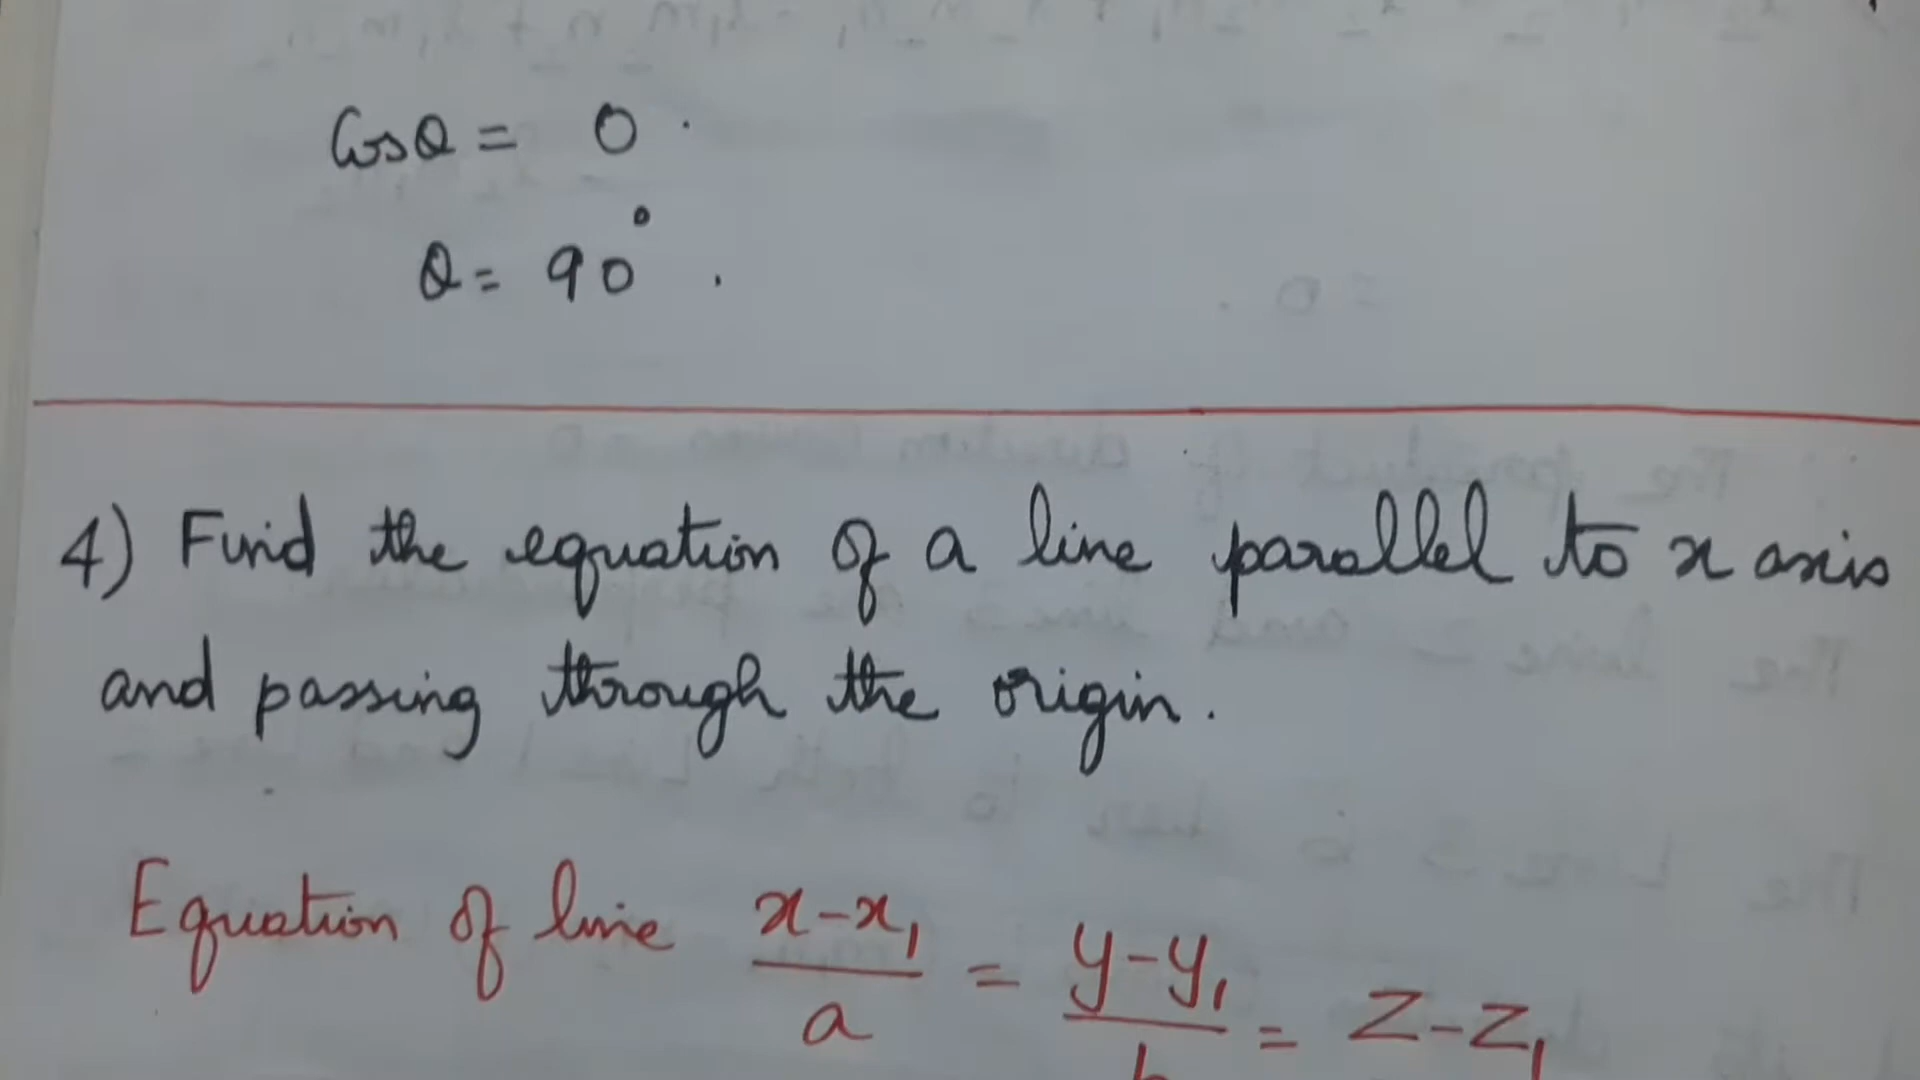 Cosθ = 0.
θ = 90°.
4) Find the equation of a line parallel to x axis
and passing through the origin.
Equation of line (x-x₁)/a = (y-y₁)/b = z-z₁